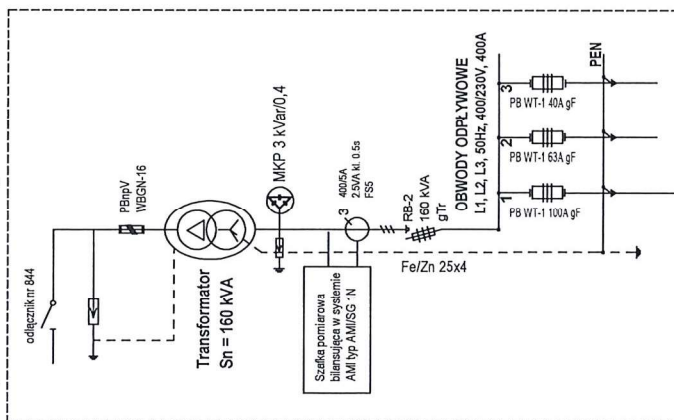 odłącznik nr 844
PBnpV
WBGN-16
Transformator
Sn = 160 kVA
MKP 3 kVar/0,4
400/5A
2.5VA kl. 0.5s
FS5
3
Szafka pomiarowa
bilansująca w systemie
AMI typ AMI/SG
N
RB-2
160 kVA
gTr
Fe/Zn 25x4
OBWODY ODPŁYWOWE
L1, L2, L3, 50Hz, 400/230V, 400A
1
PB WT-1 100A gF
2
PB WT-1 63A gF
3
PB WT-1 40A gF
PEN